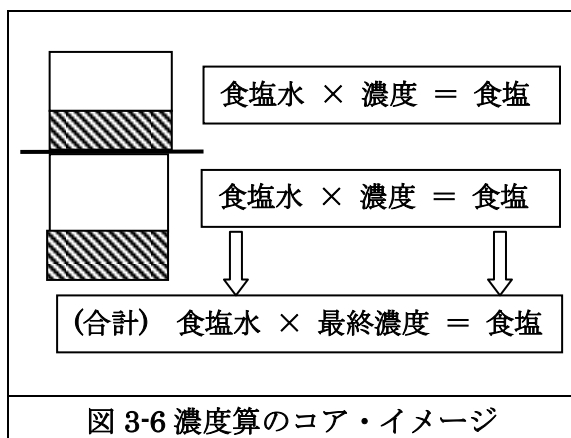 食塩水 × 濃度 = 食塩
食塩水 × 濃度 = 食塩
(合計) 食塩水 × 最終濃度 = 食塩
図 3-6 濃度算のコア・イメージ